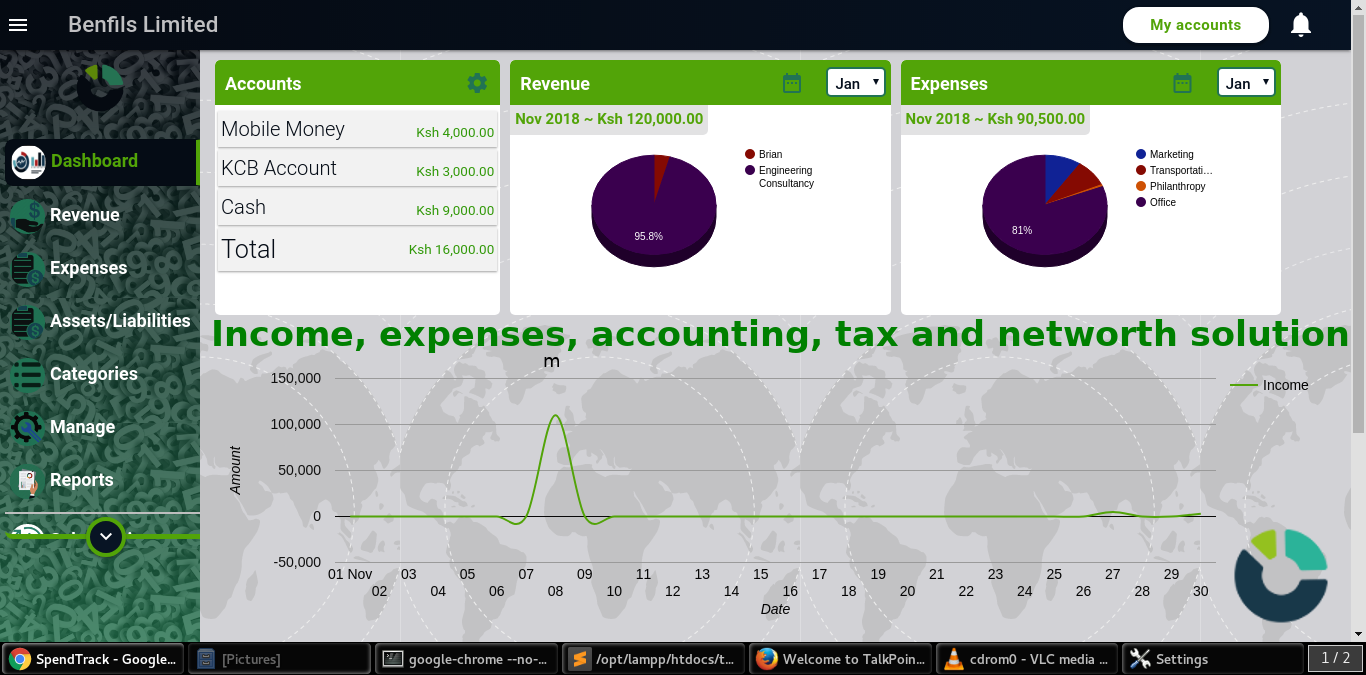 Benfils Limited
My accounts
Accounts
Revenue
Jan
Expenses
Jan
Mobile Money Ksh 4,000.00
KCB Account Ksh 3,000.00
Cash Ksh 9,000.00
Total Ksh 16,000.00
Nov 2018 ~ Ksh 120,000.00
Brian
Engineering
Consultancy
95.8%
Nov 2018 ~ Ksh 90,500.00
Marketing
Transportati...
Philanthropy
Office
81%
Dashboard
Revenue
Expenses
Assets/Liabilities
Categories
Manage
Reports
Income, expenses, accounting, tax and networth solution
m
150,000
100,000
50,000
0
-50,000
Amount
Income
01 Nov 03 05 07 09 11 13 15 17 19 21 23 25 27 29
02 04 06 08 10 12 14 16 18 20 22 24 26 28 30
Date
SpendTrack - Google...
[Pictures]
google-chrome --no-...
/opt/lampp/htdocs/t...
Welcome to TalkPoin...
cdrom0 - VLC media ...
Settings
1 / 2